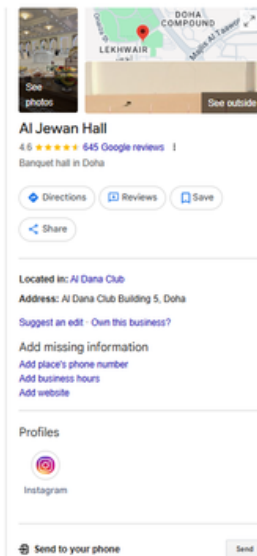 DOHA
COMPOUND
LEKHWAIR
See
photos
See outside
Al Jewan Hall
4.6 645 Google reviews
Banquet hall in Doha
Directions
Reviews
Save
Share
Located in: Al Dana Club
Address: Al Dana Club Building 5, Doha
Suggest an edit · Own this business?
Add missing information
Add place's phone number
Add business hours
Add website
Profiles
Instagram
Send to your phone
Send